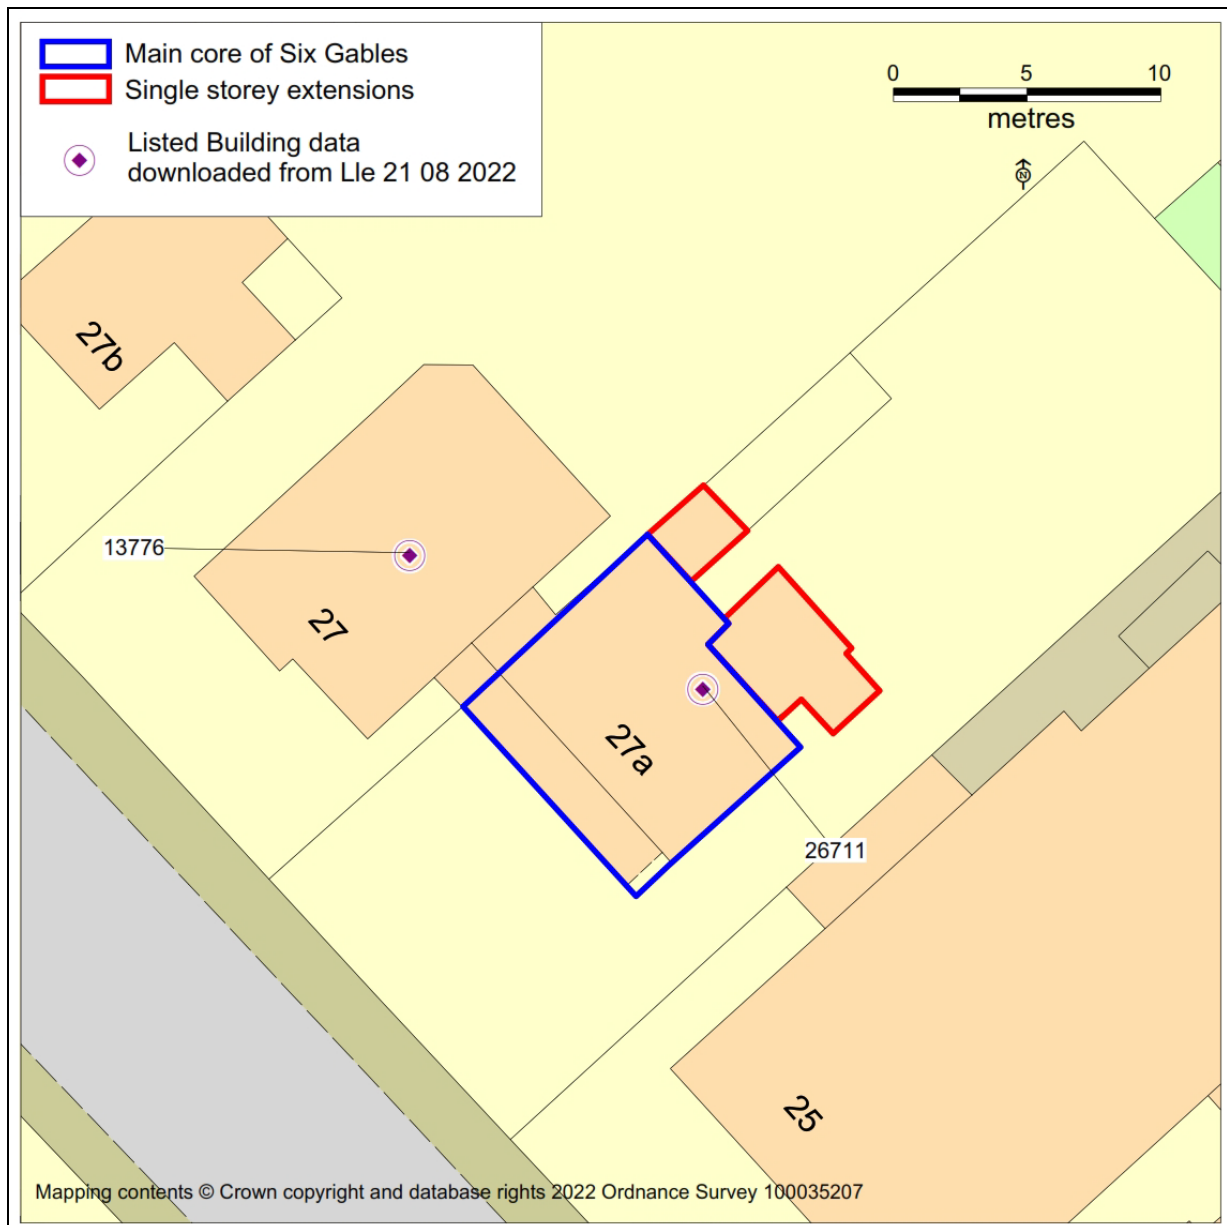 Main core of Six Gables
Single storey extensions
Listed Building data
downloaded from Lle 21 08 2022
0 5 10
metres
N
27b
13776
27
27a
26711
25
Mapping contents © Crown copyright and database rights 2022 Ordnance Survey 100035207